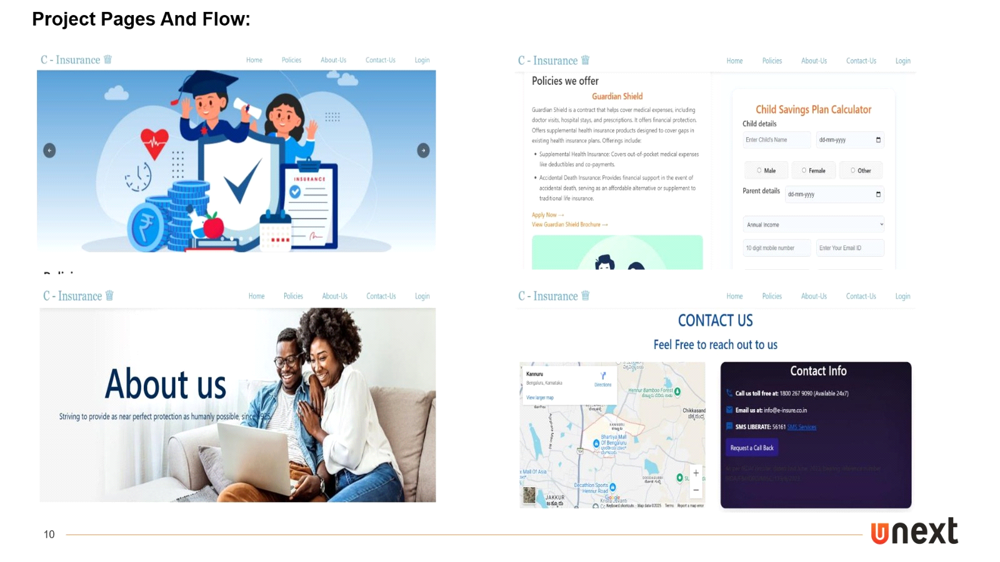 Project Pages And Flow:
C - Insurance
Home Policies About-Us Contact-Us Login
INSURANCE
C - Insurance
Home Policies About-Us Contact-Us Login
Policies we offer
Guardian Shield
Guardian Shield is a contract that helps cover medical expenses, including
doctor visits, hospital stays, and prescriptions. It offers financial protection.
Offers supplemental health insurance products designed to cover gaps in
existing health insurance plans. Offerings include:
• Supplemental Health Insurance: Covers out-of-pocket medical expenses
like deductibles and co-payments.
• Accidental Death Insurance: Provides financial support in the event of
accidental death, serving as an affordable alternative or supplement to
traditional life insurance.
Apply Now →
View Guardian Shield Brochure →
Child Savings Plan Calculator
Child details
Enter Child's Name dd-mm-yyyy
Male Female Other
Parent details dd-mm-yyyy
Annual Income
10 digit mobile number Enter Your Email ID
C - Insurance
Home Policies About-Us Contact-Us Login
About us
Striving to provide as near perfect protection as humanly possible, since 1925.
C - Insurance
Home Policies About-Us Contact-Us Login
CONTACT US
Feel Free to reach out to us
Kannuru
Bengaluru, Karnataka
Directions
View larger map
Hennur Bamboo Forest
Chikkasand
KANNURU
ಕಣ್ಣೂರು
Bhartiya Mall
Of Bengaluru
104
Mall Of Asia
DODDAGUBBI
Decathlon Sports
Hennur Road
JAKKUR
ಜಕ್ಕೂರು
Google
Kristu Jayanti
Keyboard shortcuts Map data ©2025 Terms Report a map error
Contact Info
Call us toll free at: 1800 267 9090 (Available 24x7)
Email us at: info@e-insure.co.in
SMS LIBERATE: 56161 SMS Services
Request a Call Back
10
unext